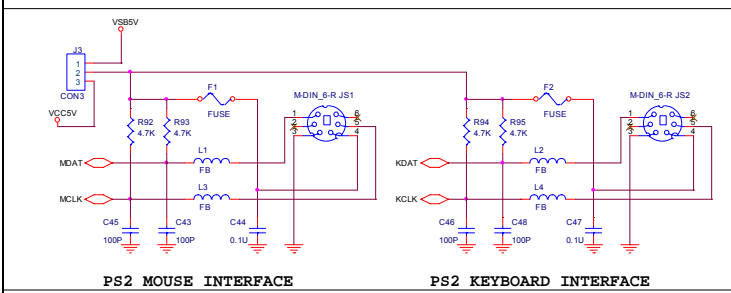 VSB5V
J3
1
2
3
CON3
VCC5V
R92
4.7K
R93
4.7K
F1
FUSE
M-DIN_6-R JS1
1
2
3
6
5
4
MDAT
L1
FB
MCLK
L3
FB
C45
100P
C43
100P
C44
0.1U
R94
4.7K
R95
4.7K
F2
FUSE
M-DIN_6-R JS2
1
2
3
6
5
4
KDAT
L2
FB
KCLK
L4
FB
C46
100P
C48
100P
C47
0.1U
PS2 MOUSE INTERFACE
PS2 KEYBOARD INTERFACE